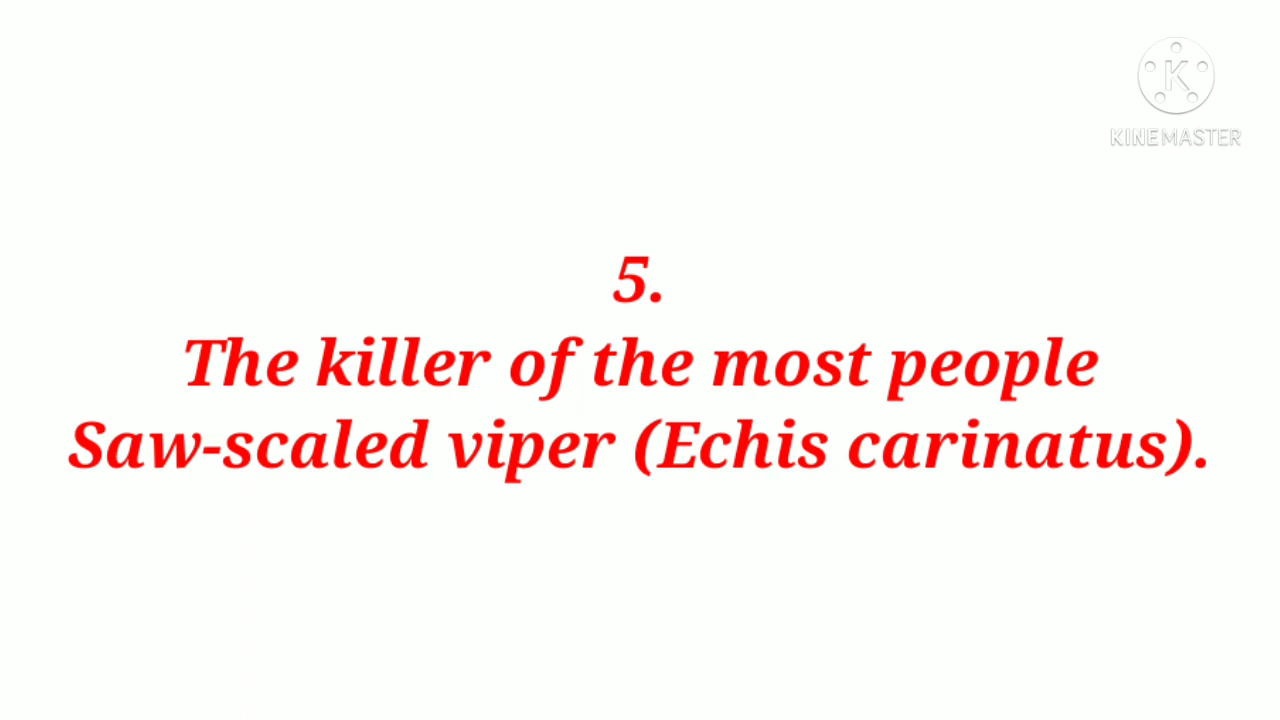 KINEMASTER
5.
The killer of the most people
Saw-scaled viper (Echis carinatus).